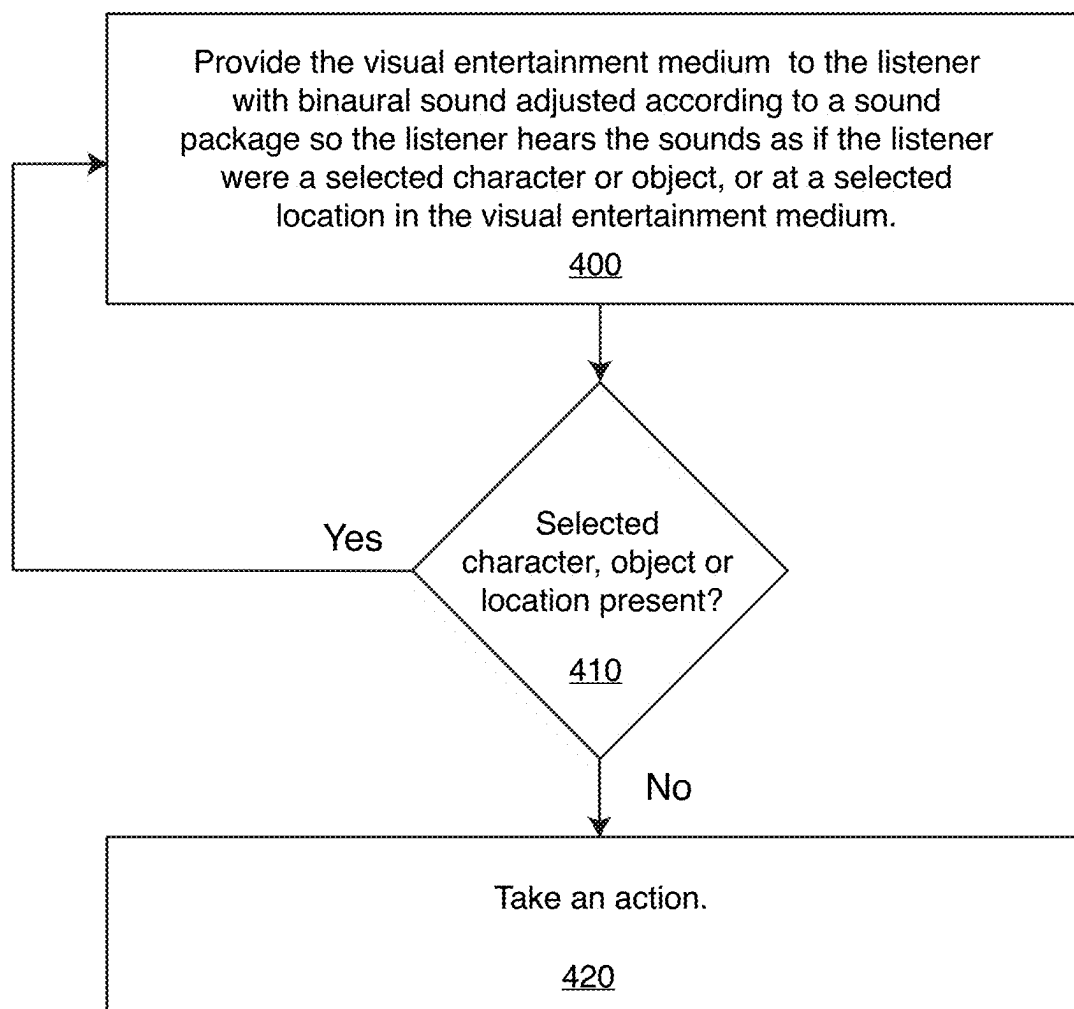 Provide the visual entertainment medium to the listener
with binaural sound adjusted according to a sound
package so the listener hears the sounds as if the listener
were a selected character or object, or at a selected
location in the visual entertainment medium.
400
Yes
Selected
character, object or
location present?
410
No
Take an action.
420